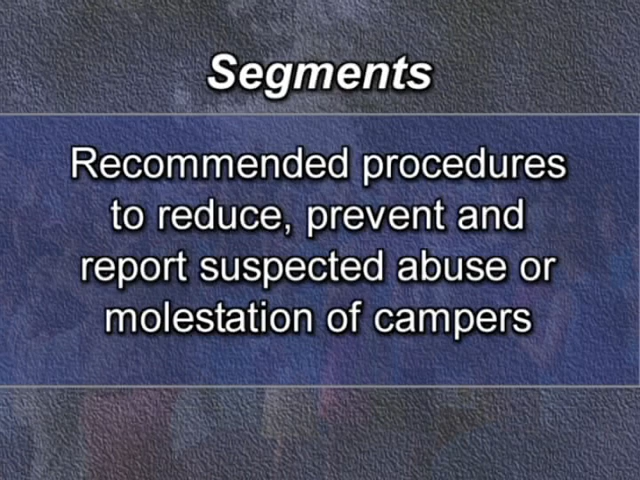 Segments
Recommended procedures
to reduce, prevent and
report suspected abuse or
molestation of campers